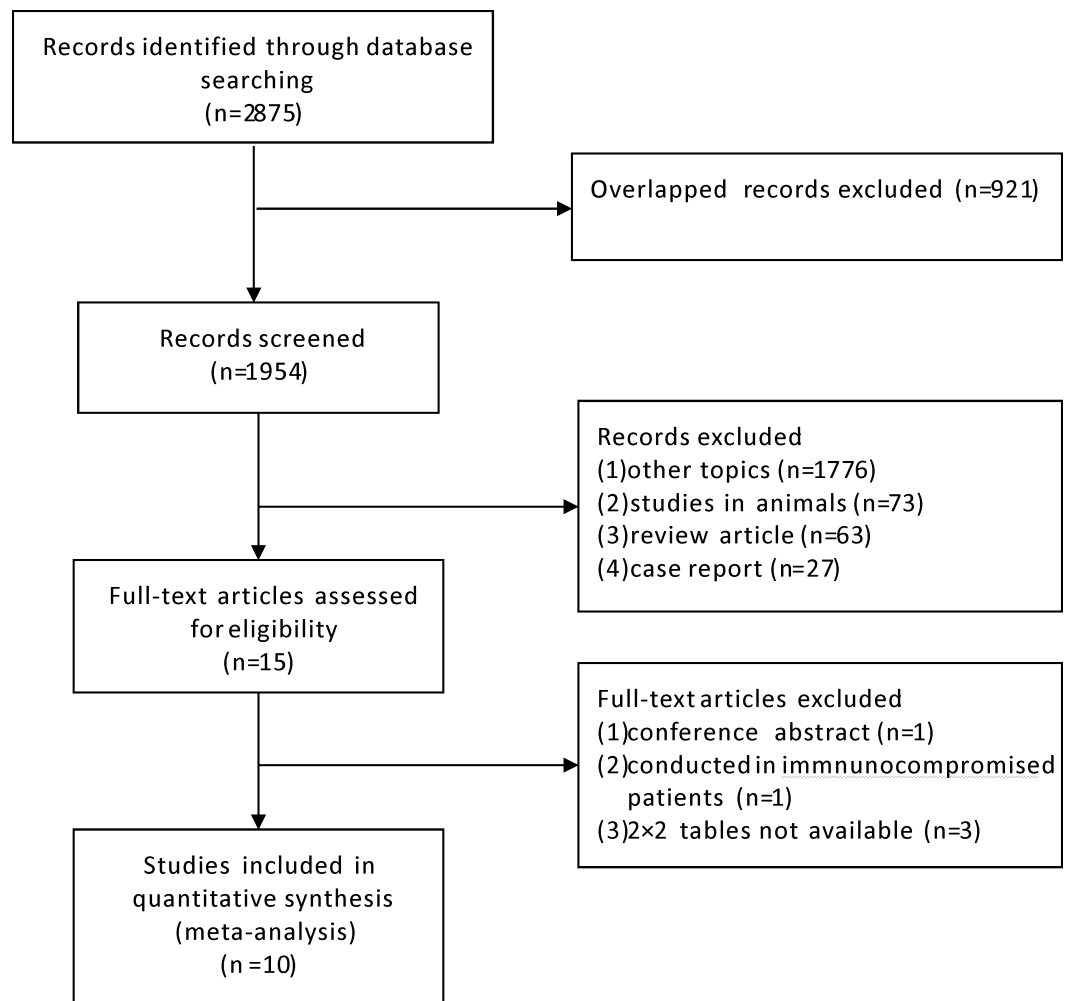 Records identified through database
searching
(n=2875)
Overlapped records excluded (n=921)
Records screened
(n=1954)
Records excluded
(1)other topics (n=1776)
(2)studies in animals (n=73)
(3)review article (n=63)
(4)case report (n=27)
Full-text articles assessed
for eligibility
(n=15)
Full-text articles excluded
(1)conference abstract (n=1)
(2)conducted in immnunocompromised
patients (n=1)
(3)2×2 tables not available (n=3)
Studies included in
quantitative synthesis
(meta-analysis)
(n =10)